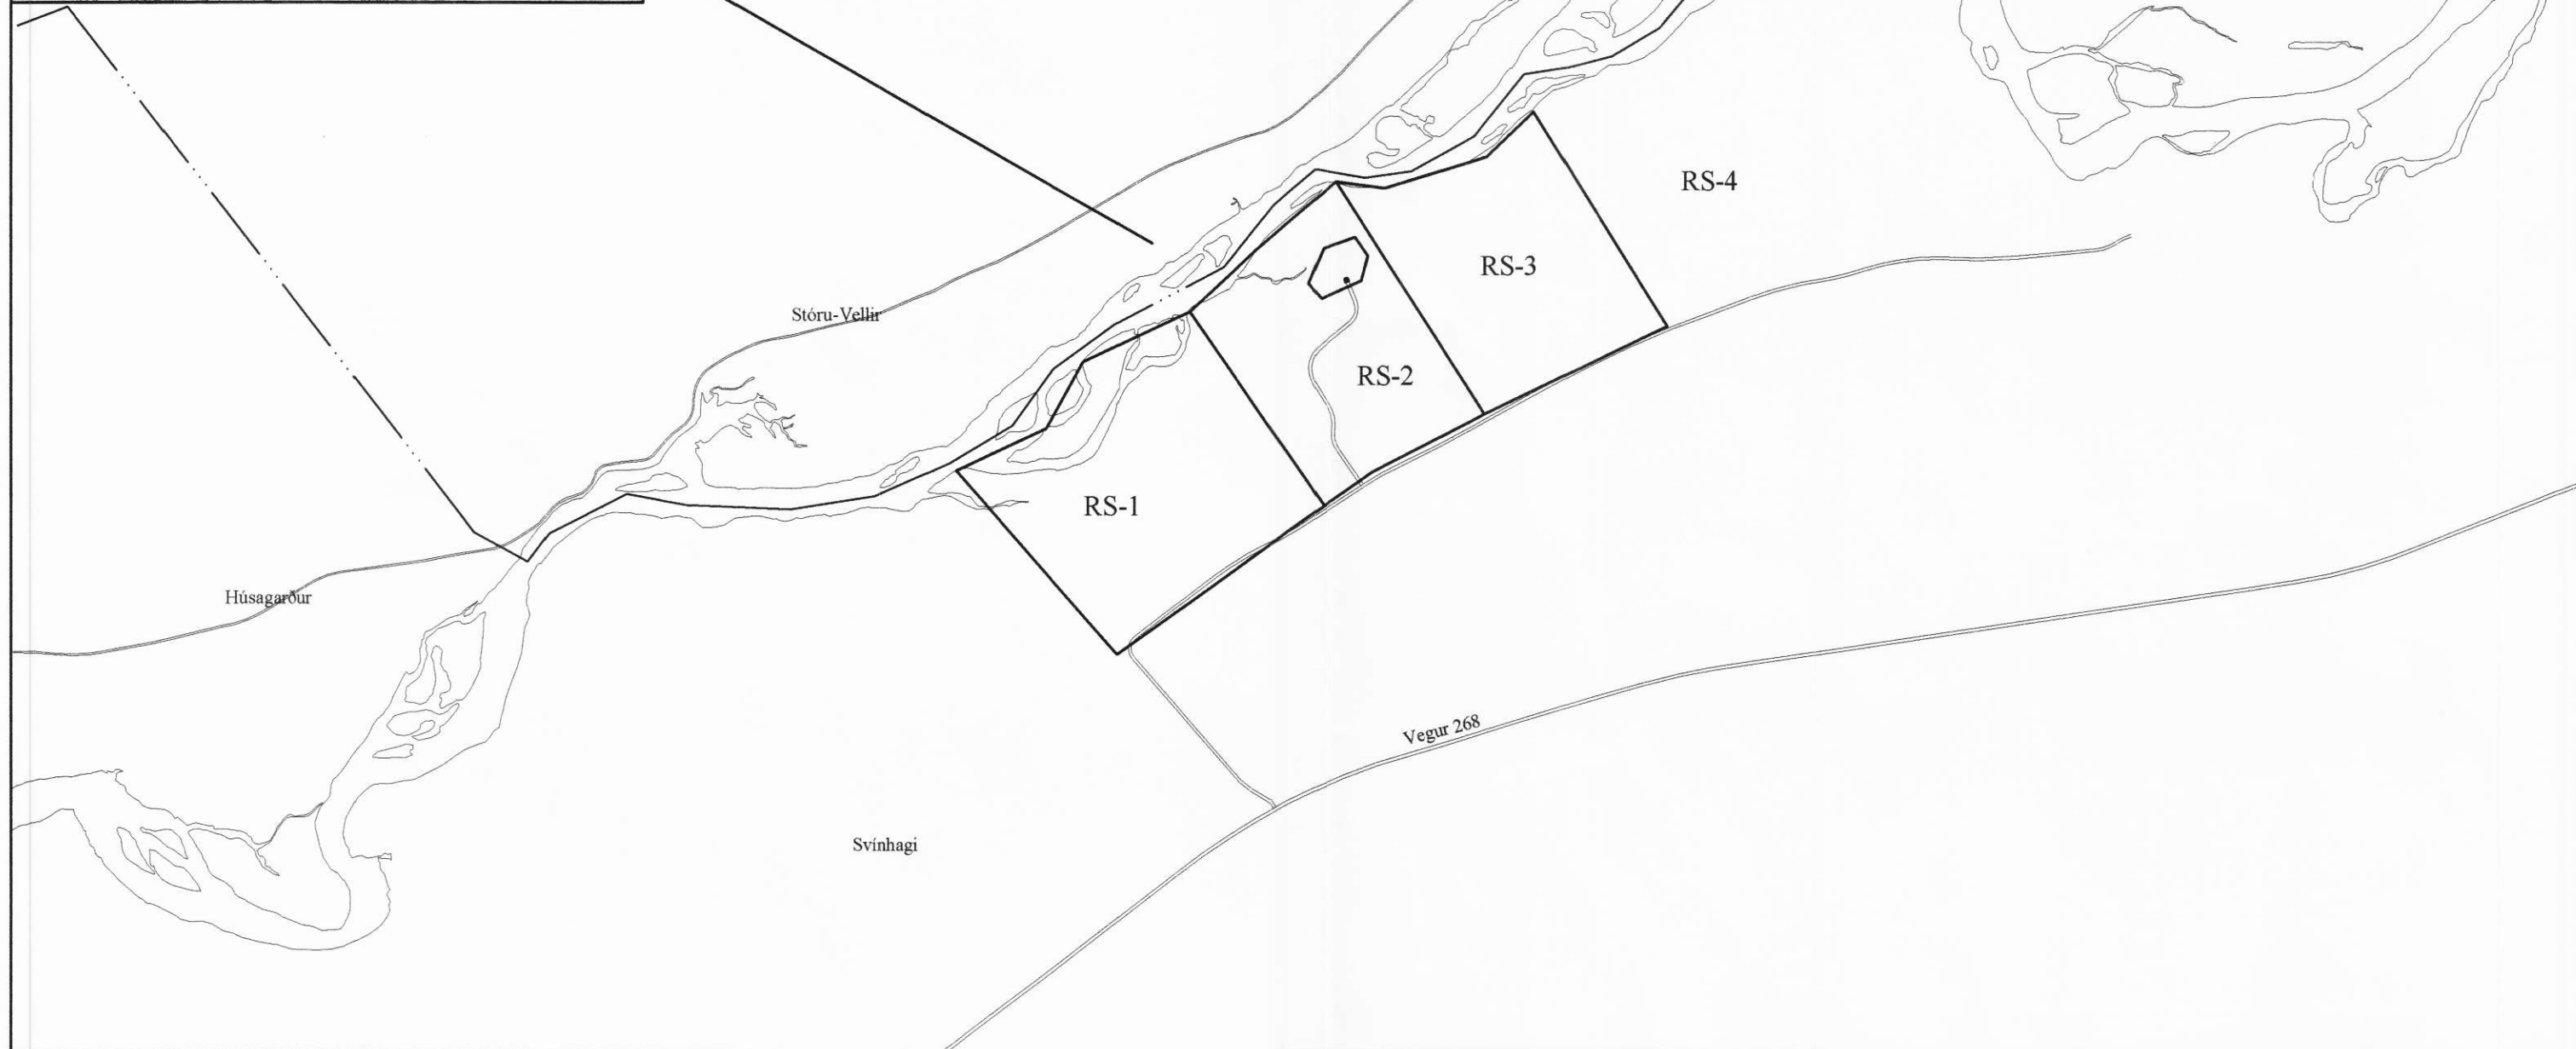 RS-4
RS-3
Stóru-Vellir
RS-2
RS-1
Húsagarður
Vegur 268
Svínhagi